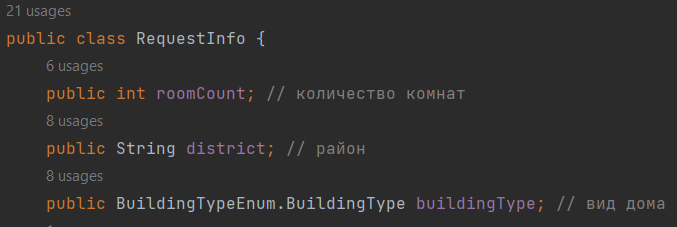 21 usages
public class RequestInfo {
6 usages
public int roomCount; // количество комнат
8 usages
public String district; // район
8 usages
public BuildingTypeEnum.BuildingType buildingType; // вид дома